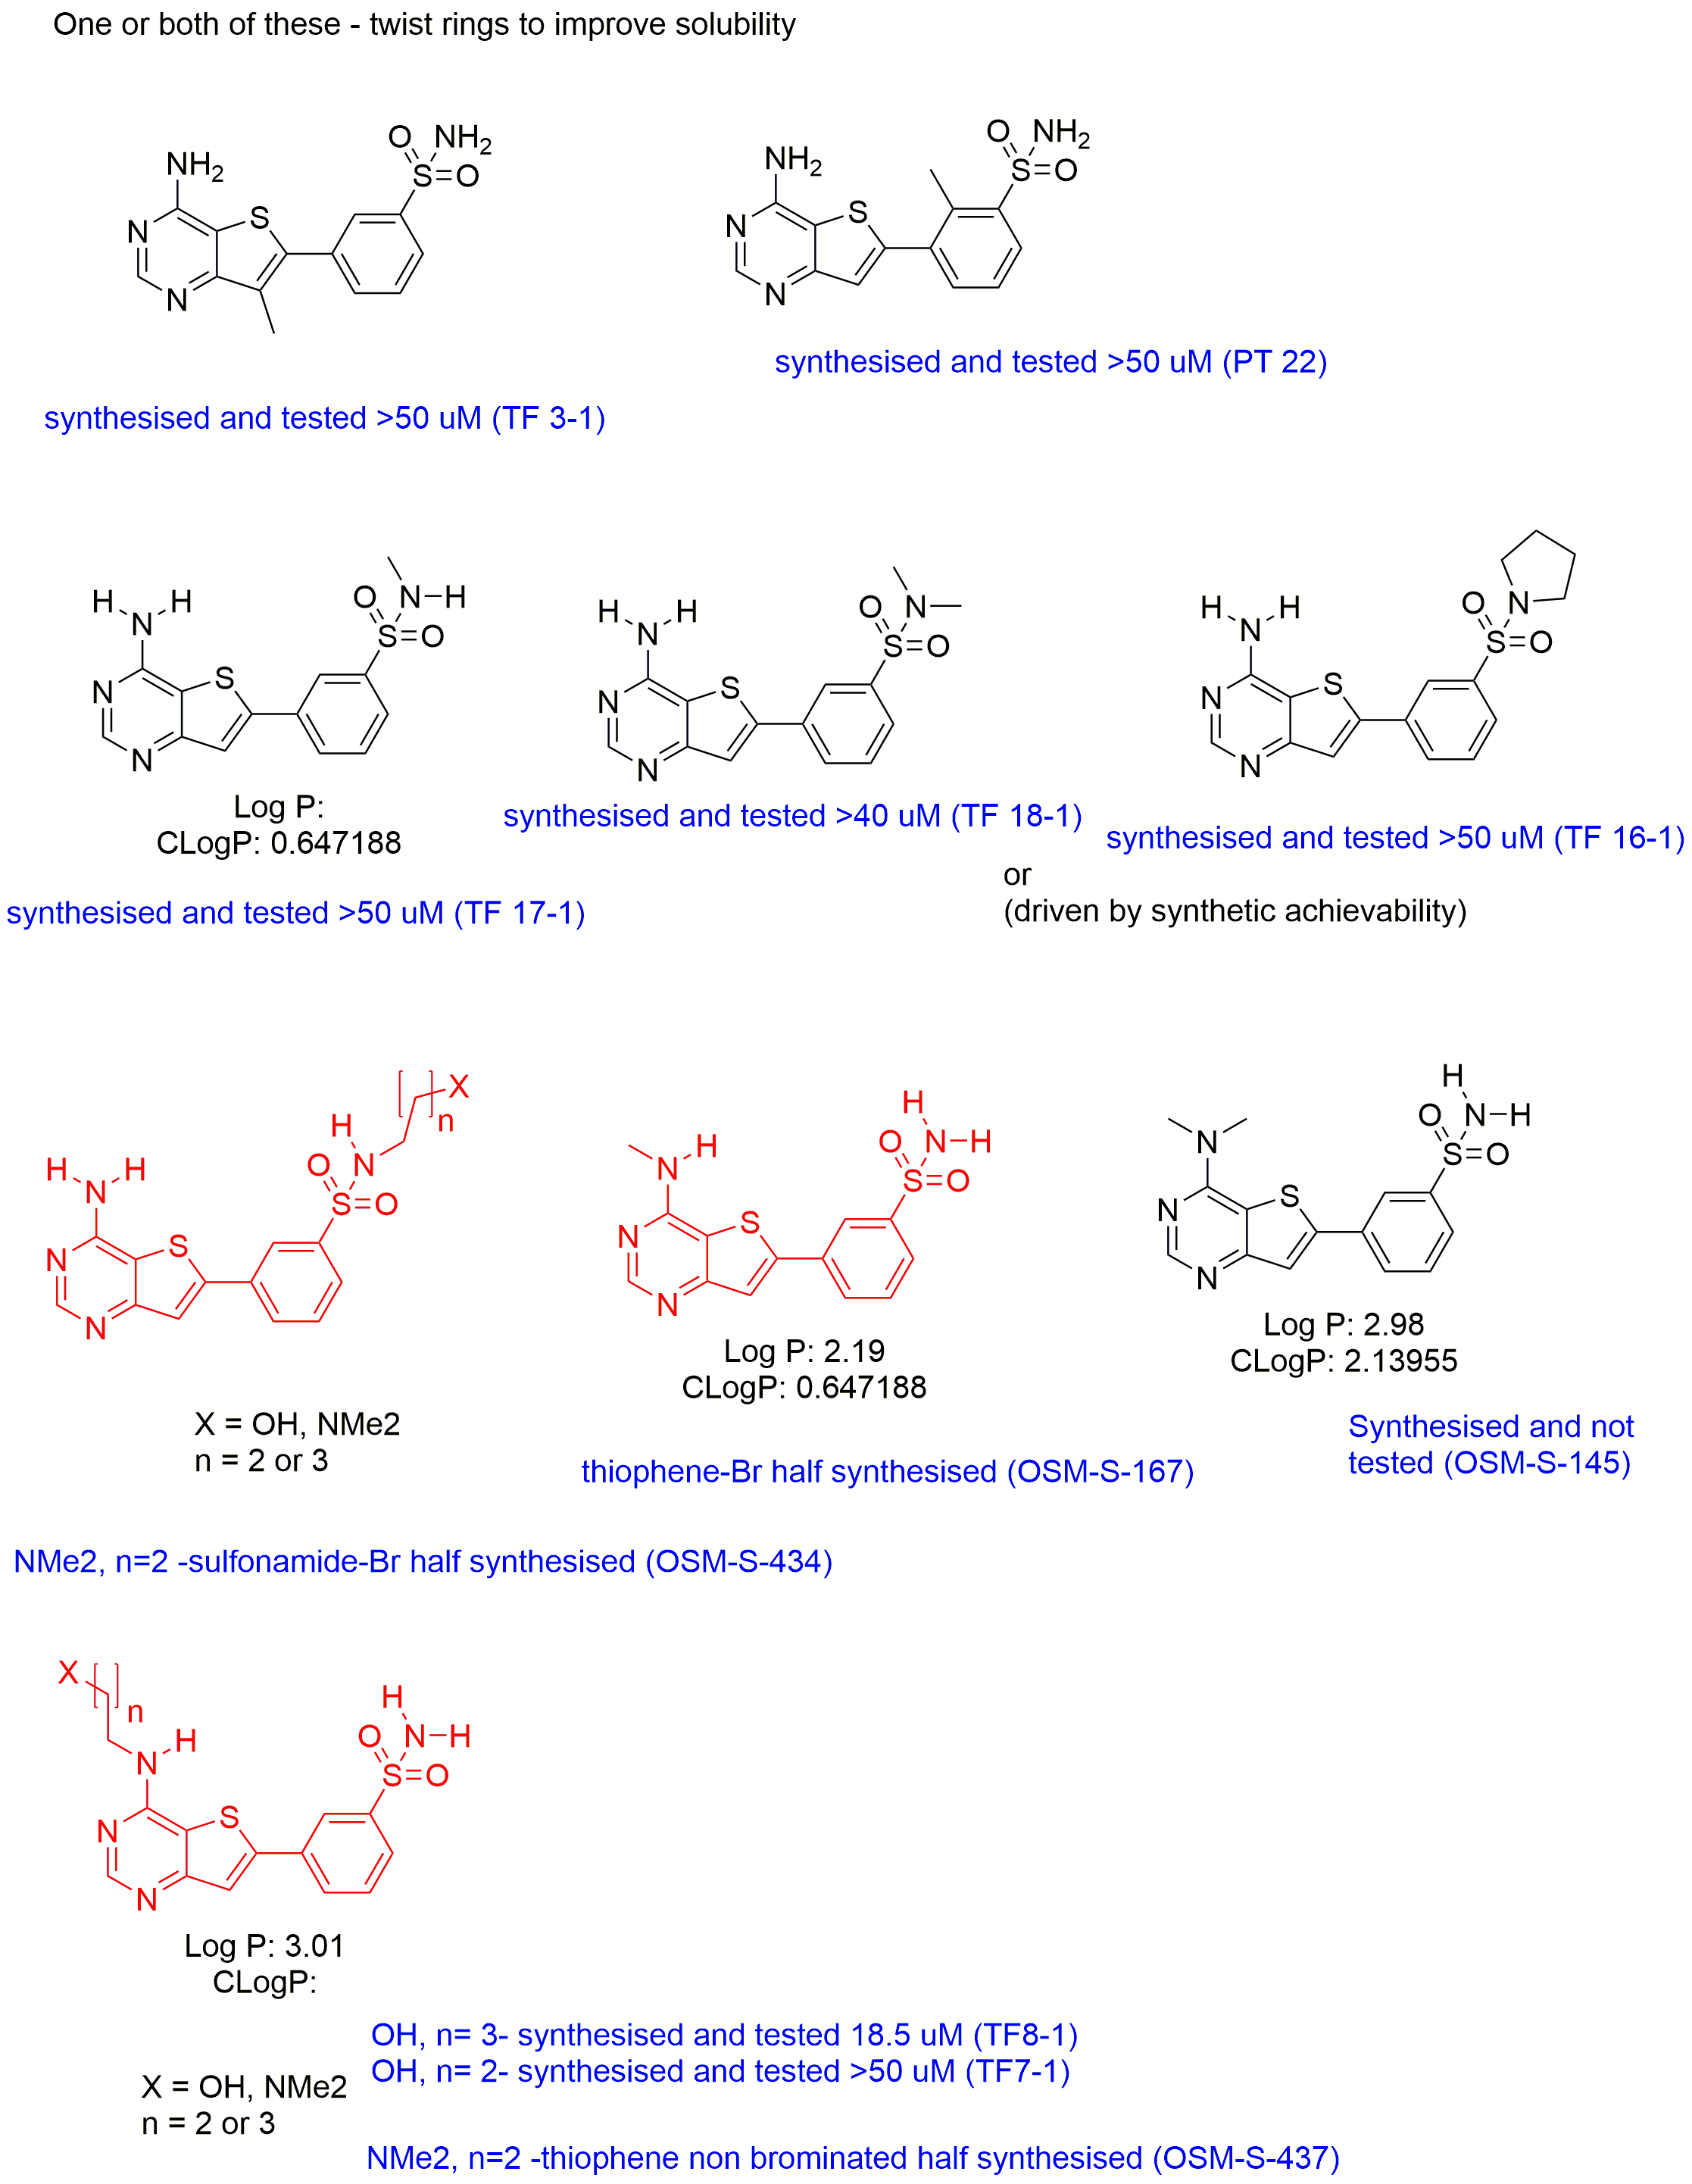 One or both of these - twist rings to improve solubility
NH2
N
N
S
O
NH2
S=O
NH2
N
N
S
O
NH2
S=O
synthesised and tested >50 uM (PT 22)
synthesised and tested >50 uM (TF 3-1)
H
H
N
N
N
S
O
N-H
S=O
H
H
N
N
N
S
O
N
S=O
H
H
N
N
N
S
O
N
S=O
Log P:
CLogP: 0.647188
synthesised and tested >40 uM (TF 18-1)
synthesised and tested >50 uM (TF 16-1)
or
(driven by synthetic achievability)
synthesised and tested >50 uM (TF 17-1)
H
H
N
N
N
S
O
S=O
N
H
X
n
N
H
N
N
S
O
S=O
H
N-H
N
N
N
S
O
S=O
H
N-H
Log P: 2.19
CLogP: 0.647188
Log P: 2.98
CLogP: 2.13955
X = OH, NMe2
n = 2 or 3
thiophene-Br half synthesised (OSM-S-167)
Synthesised and not
tested (OSM-S-145)
NMe2, n=2 -sulfonamide-Br half synthesised (OSM-S-434)
X
n
N
H
N
N
S
O
S=O
H
N-H
Log P: 3.01
CLogP:
OH, n= 3- synthesised and tested 18.5 uM (TF8-1)
OH, n= 2- synthesised and tested >50 uM (TF7-1)
X = OH, NMe2
n = 2 or 3
NMe2, n=2 -thiophene non brominated half synthesised (OSM-S-437)